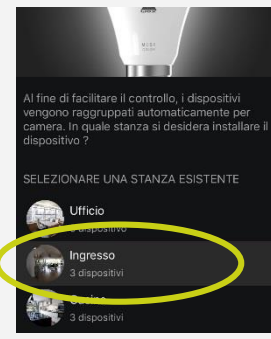 Al fine di facilitare il controllo, i dispositivi
vengono raggruppati automaticamente per
camera. In quale stanza si desidera installare il
dispositivo ?
SELEZIONARE UNA STANZA ESISTENTE
Ufficio
dispositivo
Ingresso
3 dispositivi
3 dispositivi